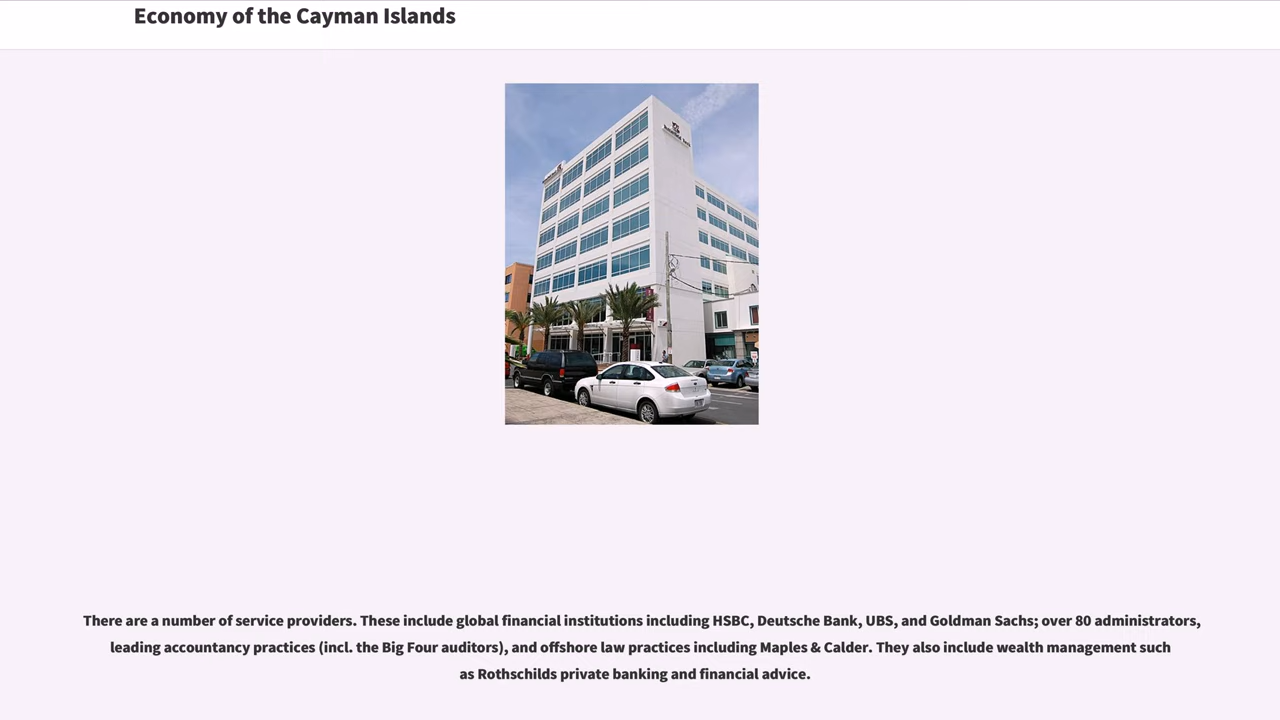 Economy of the Cayman Islands
There are a number of service providers. These include global financial institutions including HSBC, Deutsche Bank, UBS, and Goldman Sachs; over 80 administrators,
leading accountancy practices (incl. the Big Four auditors), and offshore law practices including Maples & Calder. They also include wealth management such
as Rothschilds private banking and financial advice.